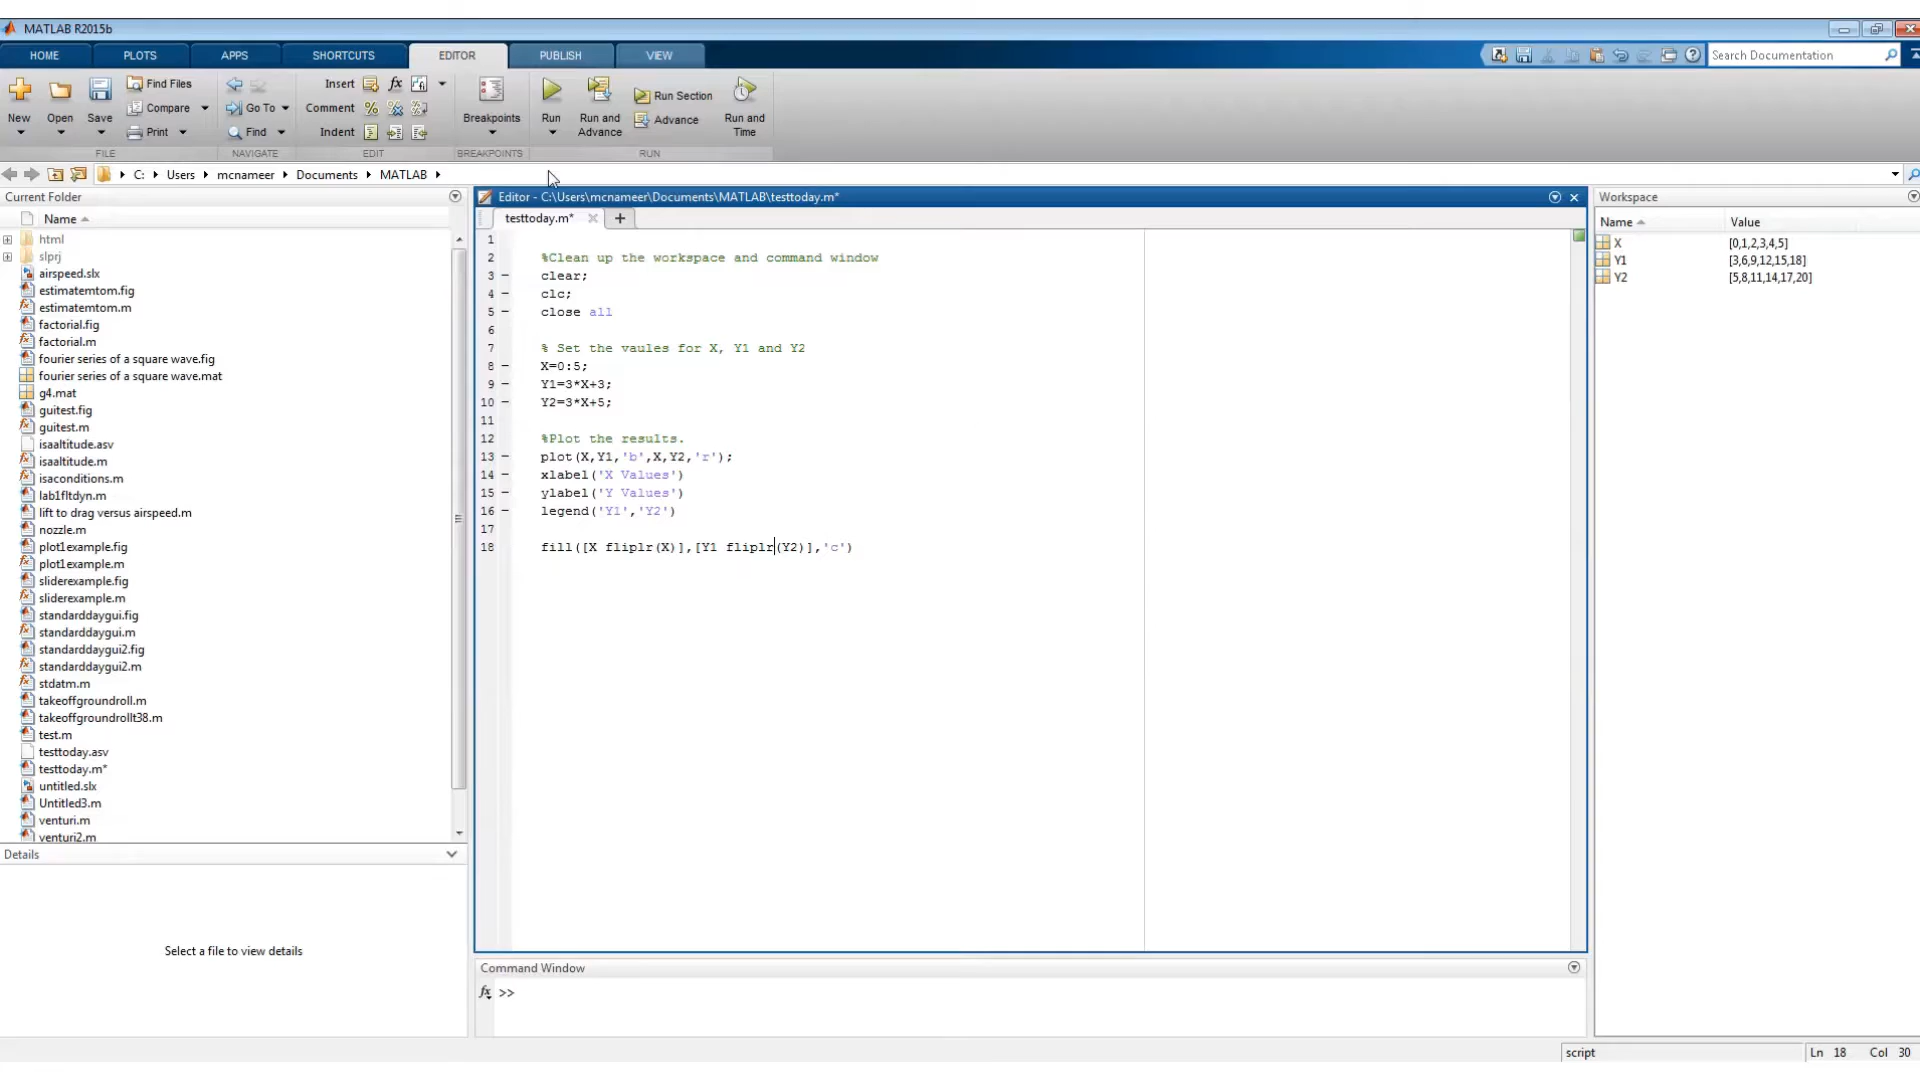 MATLAB R2015b
HOME PLOTS APPS SHORTCUTS EDITOR PUBLISH VIEW
Search Documentation
New
Open
Save
Find Files
Compare
Print
FILE
Go To
Find
NAVIGATE
Insert
Comment
Indent
EDIT
Breakpoints
BREAKPOINTS
Run
Run and
Advance
Run Section
Advance
Run and
Time
RUN
C: Users mcnameer Documents MATLAB
Current Folder
Name
html
slprj
airspeed.slx
estimatemtom.fig
estimatemtom.m
factorial.fig
factorial.m
fourier series of a square wave.fig
fourier series of a square wave.mat
g4.mat
guitest.fig
guitest.m
isaaltitude.asv
isaaltitude.m
isaconditions.m
lab1fltdyn.m
lift to drag versus airspeed.m
nozzle.m
plot1example.fig
plot1example.m
sliderexample.fig
sliderexample.m
standarddaygui.fig
standarddaygui.m
standarddaygui2.fig
standarddaygui2.m
stdatm.m
takeoffgroundroll.m
takeoffgroundrollt38.m
test.m
testtoday.asv
testtoday.m*
untitled.slx
Untitled3.m
venturi.m
venturi2.m
Details
Select a file to view details
Editor - C:\Users\mcnameer\Documents\MATLAB\testtoday.m*
testtoday.m*
1
2 %Clean up the workspace and command window
3 – clear;
4 – clc;
5 – close all
6
7 % Set the vaules for X, Y1 and Y2
8 – X=0:5;
9 – Y1=3*X+3;
10 – Y2=3*X+5;
11
12 %Plot the results.
13 – plot(X,Y1,'b',X,Y2,'r');
14 – xlabel('X Values')
15 – ylabel('Y Values')
16 – legend('Y1','Y2')
17
18 fill([X fliplr(X)],[Y1 fliplr(Y2)],'c')
Command Window
fx >>
Workspace
Name Value
X [0,1,2,3,4,5]
Y1 [3,6,9,12,15,18]
Y2 [5,8,11,14,17,20]
script
Ln 18 Col 30